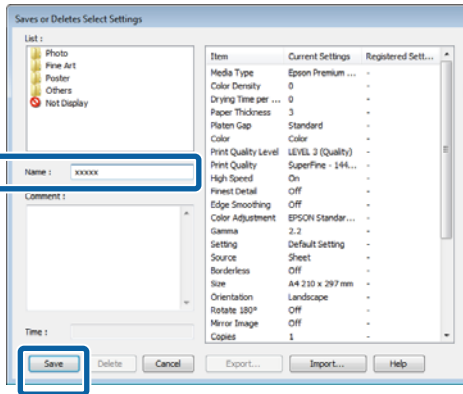 Saves or Deletes Select Settings
List :
Photo
Fine Art
Poster
Others
Not Display
Name : xxxxx
Comment :
Time :
Item Current Settings Registered Sett...
Media Type Epson Premium ... -
Color Density 0 -
Drying Time per ... 0 -
Paper Thickness 3 -
Platen Gap Standard -
Color Color -
Print Quality Level LEVEL 3 (Quality) -
Print Quality SuperFine - 144... -
High Speed On -
Finest Detail Off -
Edge Smoothing Off -
Color Adjustment EPSON Standar... -
Gamma 2.2 -
Setting Default Setting -
Source Sheet -
Borderless Off -
Size A4 210 x 297 mm -
Orientation Landscape -
Rotate 180° Off -
Mirror Image Off -
Copies 1 -
Save Delete Cancel Export... Import... Help